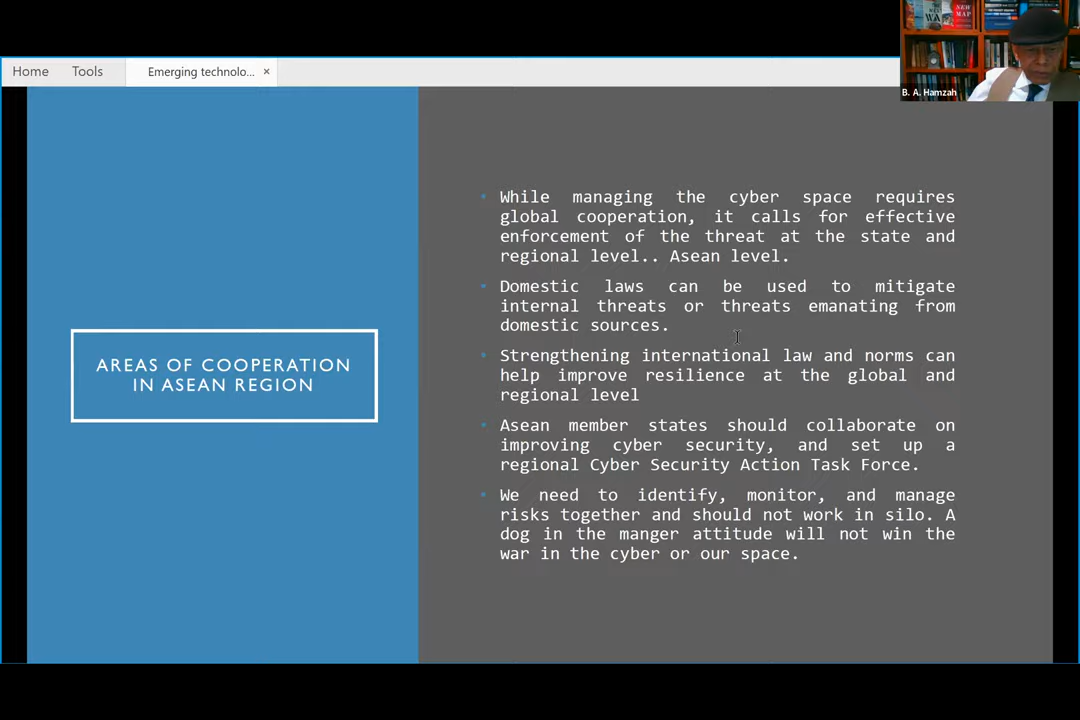 Home Tools Emerging technolo... ×
NEW MAP
B. A. Hamzah
AREAS OF COOPERATION
IN ASEAN REGION
• While managing the cyber space requires
global cooperation, it calls for effective
enforcement of the threat at the state and
regional level.. Asean level.
• Domestic laws can be used to mitigate
internal threats or threats emanating from
domestic sources.
• Strengthening international law and norms can
help improve resilience at the global and
regional level
• Asean member states should collaborate on
improving cyber security, and set up a
regional Cyber Security Action Task Force.
• We need to identify, monitor, and manage
risks together and should not work in silo. A
dog in the manger attitude will not win the
war in the cyber or our space.